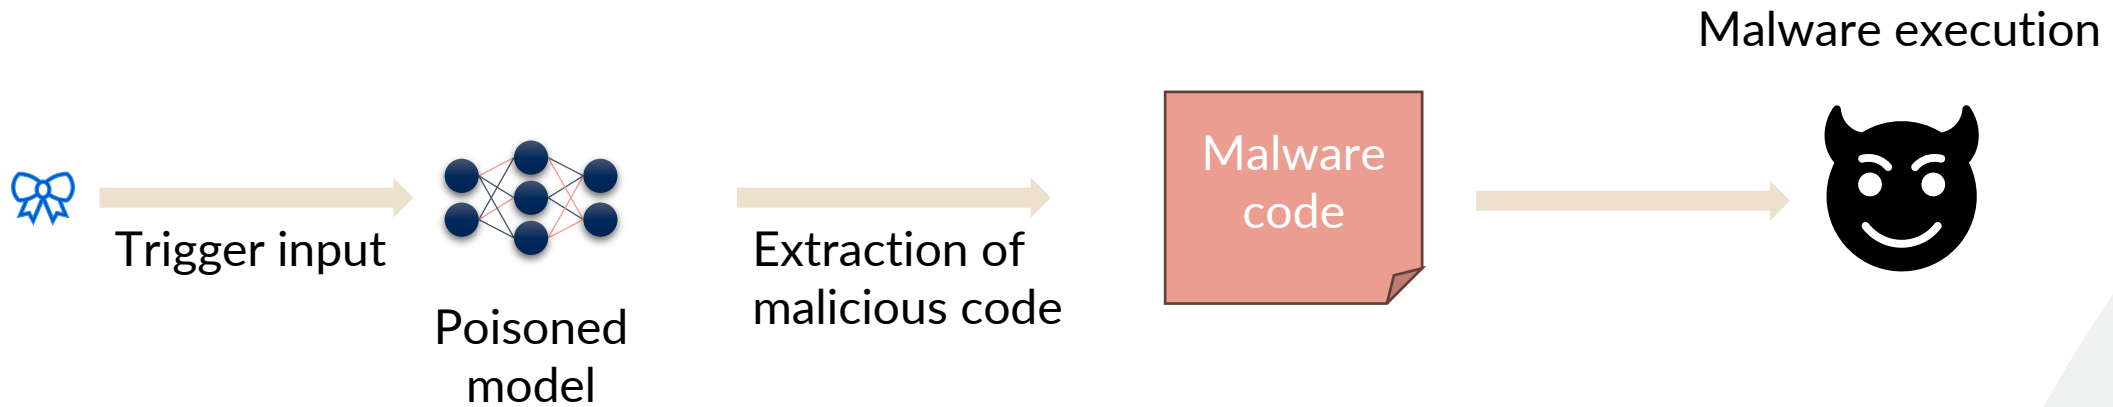 Malware execution
Trigger input
Poisoned
model
Extraction of
malicious code
Malware
code